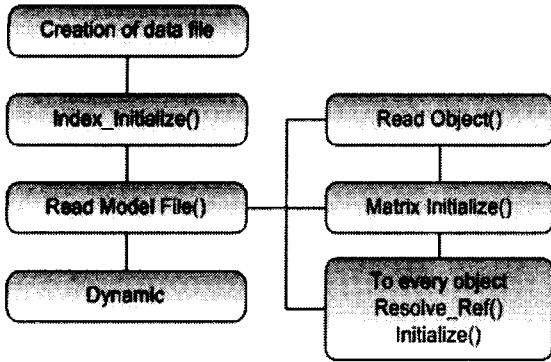 Creation of data file
Index_Initialize()
Read Model File()
Dynamic
Read Object()
Matrix Initialize()
To every object
Resolve_Ref()
Initialize()